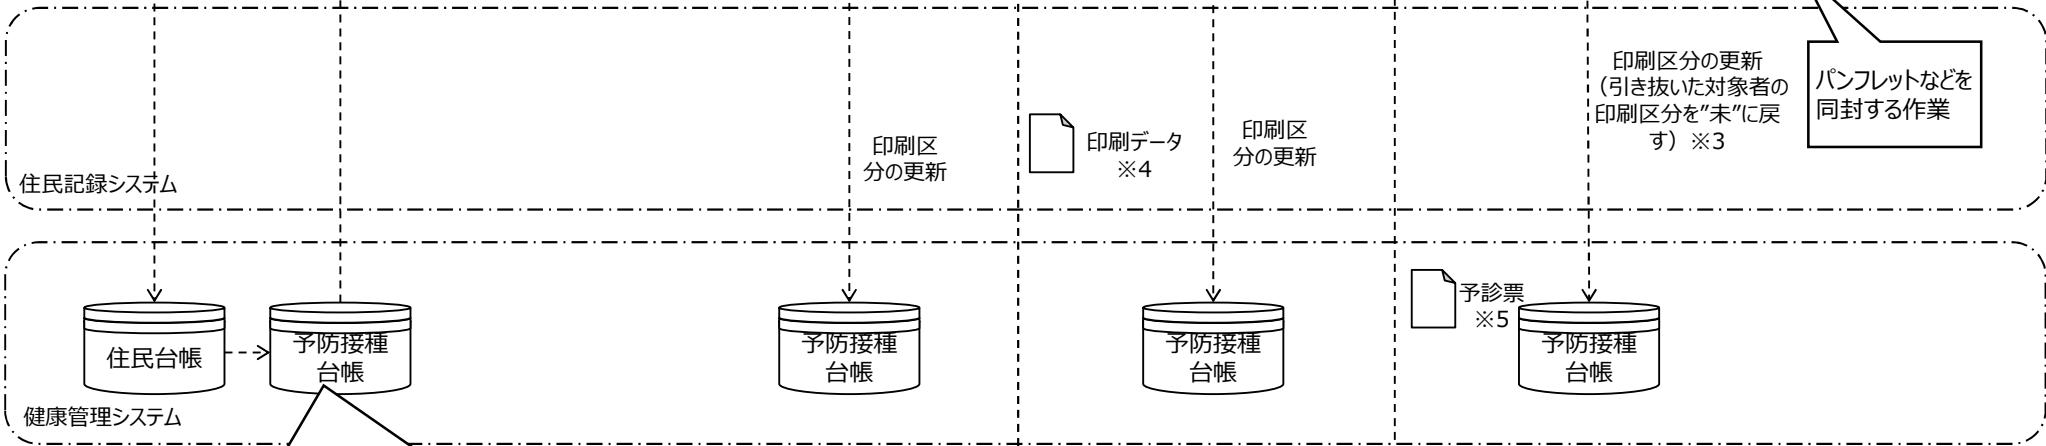 印刷区分の更新
（引き抜いた対象者の
印刷区分を”未”に戻
す）※3
パンフレットなどを
同封する作業
印刷区
分の更新
印刷データ
※4
印刷区
分の更新
住民記録システム
予診票
※5
住民台帳
予防接種
台帳
予防接種
台帳
予防接種
台帳
予防接種
台帳
健康管理システム